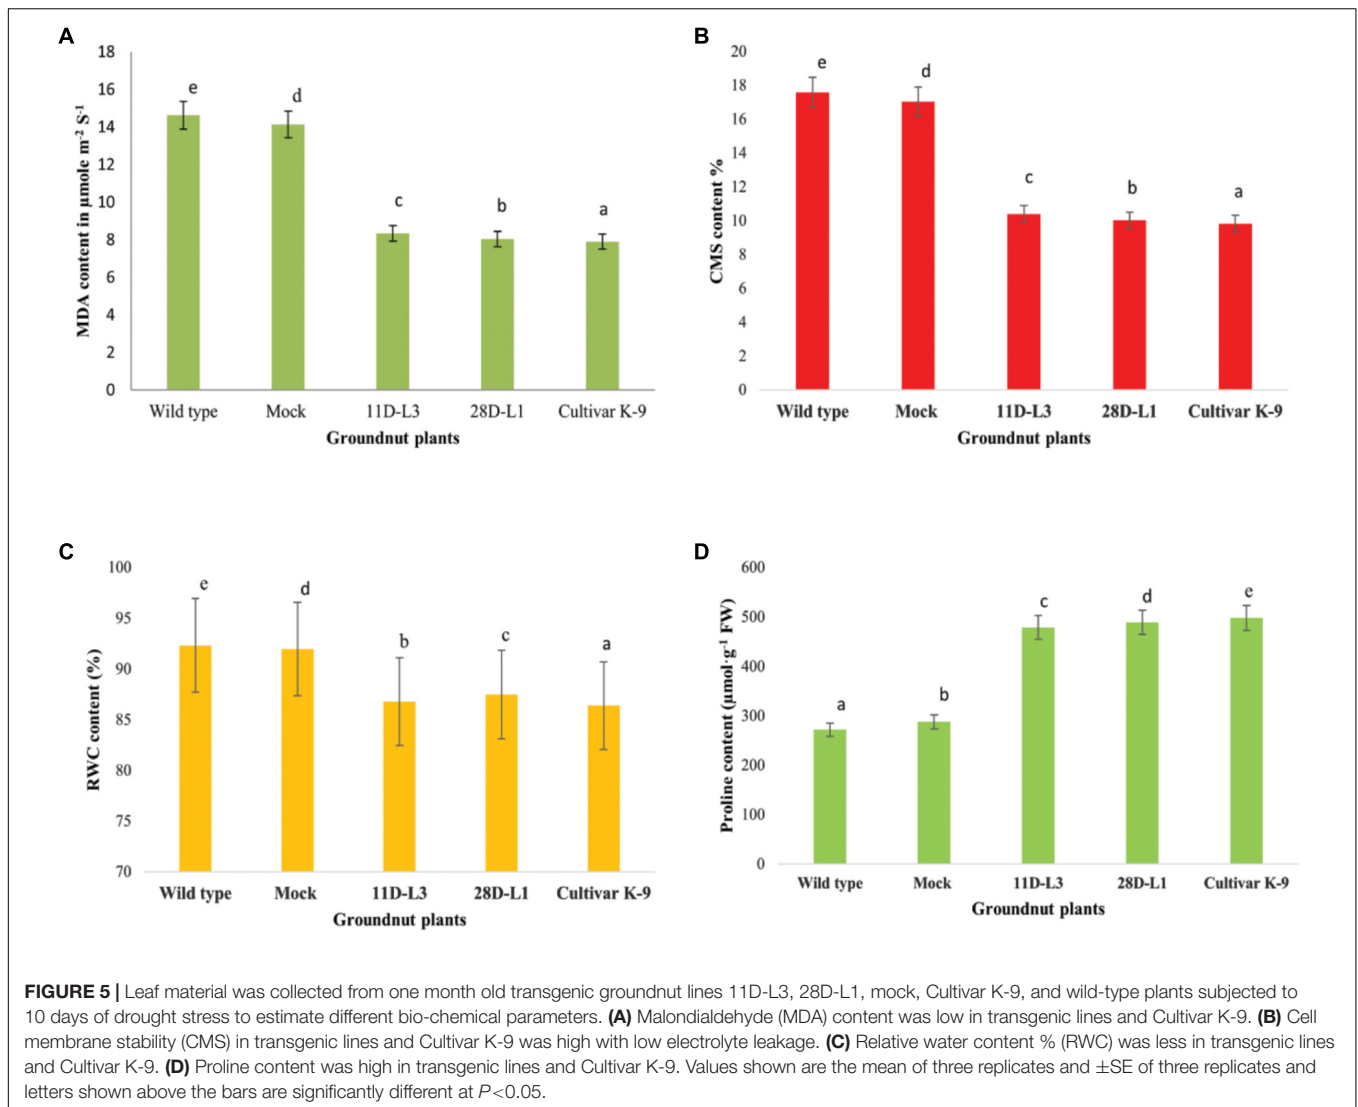 A
18
16
14
12
10
8
6
4
2
0
MDA content in µmole m⁻² S⁻¹
e
d
c
b
a
Wild type Mock 11D-L3 28D-L1 Cultivar K-9
Groundnut plants
B
20
18
16
14
12
10
8
6
4
2
0
CMS content %
e
d
c
b
a
Wild type Mock 11D-L3 28D-L1 Cultivar K-9
Groundnut plants
C
100
95
90
85
80
75
70
RWC content (%)
e
d
b
c
a
Wild type Mock 11D-L3 28D-L1 Cultivar K-9
Groundnut plants
D
600
500
400
300
200
100
0
Proline content (µmol·g⁻¹ FW)
a
b
c
d
e
Wild type Mock 11D-L3 28D-L1 Cultivar K-9
Groundnut plants
FIGURE 5 | Leaf material was collected from one month old transgenic groundnut lines 11D-L3, 28D-L1, mock, Cultivar K-9, and wild-type plants subjected to
10 days of drought stress to estimate different bio-chemical parameters. (A) Malondialdehyde (MDA) content was low in transgenic lines and Cultivar K-9. (B) Cell
membrane stability (CMS) in transgenic lines and Cultivar K-9 was high with low electrolyte leakage. (C) Relative water content % (RWC) was less in transgenic lines
and Cultivar K-9. (D) Proline content was high in transgenic lines and Cultivar K-9. Values shown are the mean of three replicates and ±SE of three replicates and
letters shown above the bars are significantly different at P<0.05.